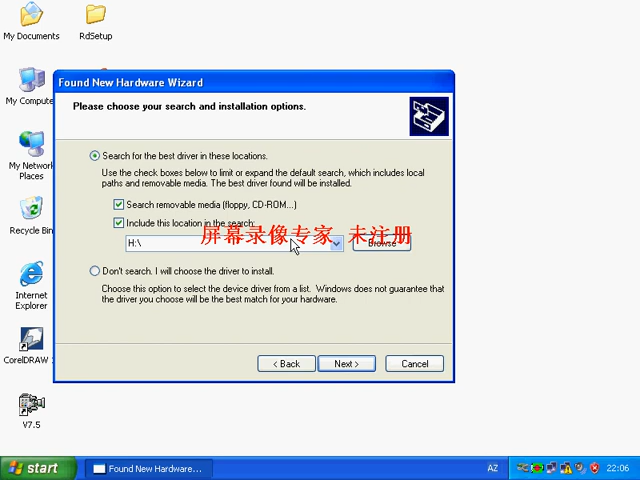 My Documents
RdSetup
Found New Hardware Wizard
Please choose your search and installation options.
My Compute
Search for the best driver in these locations.
Use the check boxes below to limit or expand the default search, which includes local
paths and removable media. The best driver found will be installed.
My Network
Places
Search removable media (floppy, CD-ROM...)
Include this location in the search:
Recycle Bin
屏幕录像专家 未注册
H:\
Browse
Don't search. I will choose the driver to install.
Choose this option to select the device driver from a list. Windows does not guarantee that
the driver you choose will be the best match for your hardware.
Internet
Explorer
CorelDRAW
< Back
Next >
Cancel
V7.5
start
Found New Hardware...
AZ
22:06